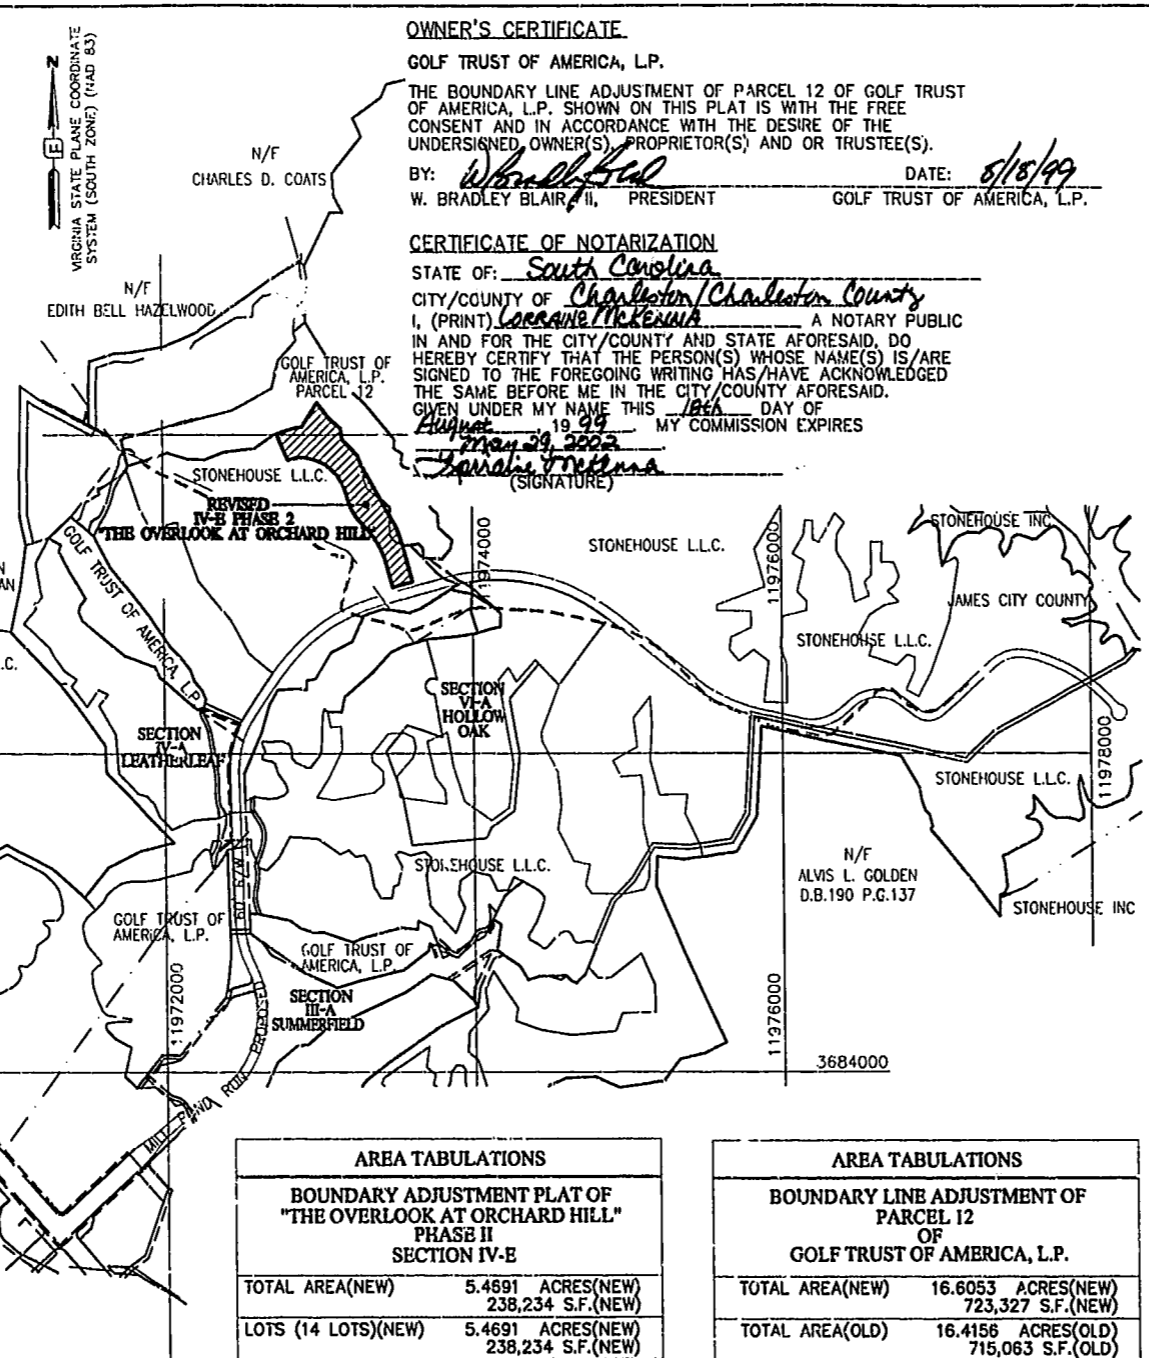 VIRGINIA STATE PLANE COORDINATE
SYSTEM (SOUTH ZONE) (NAD 83)
N
OWNER'S CERTIFICATE
GOLF TRUST OF AMERICA, L.P.
THE BOUNDARY LINE ADJUSTMENT OF PARCEL 12 OF GOLF TRUST
OF AMERICA, L.P. SHOWN ON THIS PLAT IS WITH THE FREE
CONSENT AND IN ACCORDANCE WITH THE DESIRE OF THE
UNDERSIGNED OWNER(S), PROPRIETOR(S) AND OR TRUSTEE(S).
BY: DATE: 8/18/99
W. BRADLEY BLAIR, II, PRESIDENT GOLF TRUST OF AMERICA, L.P.
CERTIFICATE OF NOTARIZATION
STATE OF: South Carolina
CITY/COUNTY OF Charleston/Charleston County
I, (PRINT) LORRAINE McKENNA A NOTARY PUBLIC
IN AND FOR THE CITY/COUNTY AND STATE AFORESAID, DO
HEREBY CERTIFY THAT THE PERSON(S) WHOSE NAME(S) IS/ARE
SIGNED TO THE FOREGOING WRITING HAS/HAVE ACKNOWLEDGED
THE SAME BEFORE ME IN THE CITY/COUNTY AFORESAID.
GIVEN UNDER MY NAME THIS 18th DAY OF
August, 1999. MY COMMISSION EXPIRES
May 29, 2002.
Lorraine McKenna
(SIGNATURE)
N/F
CHARLES D. COATS
N/F
EDITH BELL HAZELWOOD
GOLF TRUST OF
AMERICA, L.P.
PARCEL 12
STONEHOUSE L.L.C.
REVISED
IV-E PHASE 2
"THE OVERLOOK AT ORCHARD HILL"
GOLF TRUST OF AMERICA, L.P.
N
AN
.C.
11974000
STONEHOUSE L.L.C.
11976000
STONEHOUSE INC
JAMES CITY COUNTY
STONEHOUSE L.L.C.
SECTION
VI-A
HOLLOW
OAK
SECTION
IV-A
LEATHERLEAF
11978000
STONEHOUSE L.L.C.
N/F
ALVIS L. GOLDEN
D.B.190 P.G.137
STONEHOUSE INC
STONEHOUSE L.L.C.
60' R/W
GOLF TRUST OF
AMERICA, L.P.
GOLF TRUST OF
AMERICA, L.P.
SECTION
III-A
SUMMERFIELD
11972000
11976000
3684000
MILL POND RUN PROPOSED
AREA TABULATIONS
BOUNDARY ADJUSTMENT PLAT OF
"THE OVERLOOK AT ORCHARD HILL"
PHASE II
SECTION IV-E
TOTAL AREA(NEW) 5.4691 ACRES(NEW)
238,234 S.F.(NEW)
LOTS (14 LOTS)(NEW) 5.4691 ACRES(NEW)
238,234 S.F.(NEW)
AREA TABULATIONS
BOUNDARY LINE ADJUSTMENT OF
PARCEL 12
OF
GOLF TRUST OF AMERICA, L.P.
TOTAL AREA(NEW) 16.6053 ACRES(NEW)
723,327 S.F.(NEW)
TOTAL AREA(OLD) 16.4156 ACRES(OLD)
715,063 S.F.(OLD)